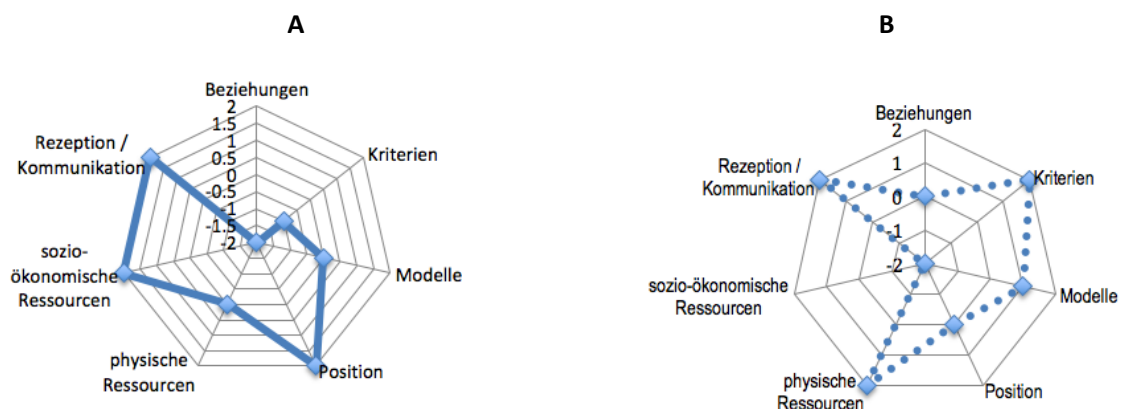 A
Beziehungen
2
1.5
1
0.5
0
-0.5
-1
-1.5
-2
Rezeption /
Kommunikation
Kriterien
sozio-
ökonomische
Ressourcen
Modelle
physische
Ressourcen
Position
B
Beziehungen
2
1
0
-1
-2
Rezeption /
Kommunikation
Kriterien
sozio-ökonomische
Ressourcen
Modelle
physische
Ressourcen
Position